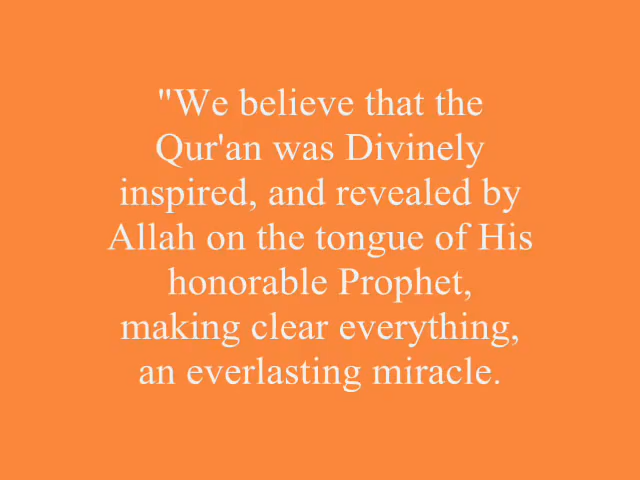 "We believe that the
Qur'an was Divinely
inspired, and revealed by
Allah on the tongue of His
honorable Prophet,
making clear everything,
an everlasting miracle.